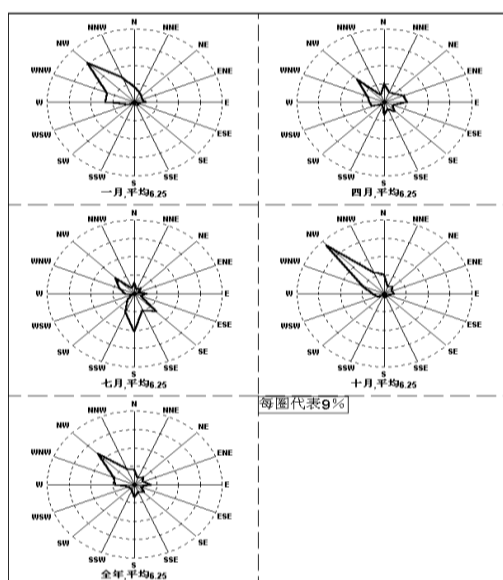 N
NNW NNE
NW NE
WNW ENE
W E
WSW ESE
SW SE
SSW SSE
S
一月,平均6.25
N
NNW NNE
NW NE
WNW ENE
W E
WSW ESE
SW SE
SSW SSE
S
四月,平均6.25
N
NNW NNE
NW NE
WNW ENE
W E
WSW ESE
SW SE
SSW SSE
S
七月,平均6.25
N
NNW NNE
NW NE
WNW ENE
W E
WSW ESE
SW SE
SSW SSE
S
十月,平均6.25
每圈代表9%
N
NNW NNE
NW NE
WNW ENE
W E
WSW ESE
SW SE
SSW SSE
S
全年,平均6.25